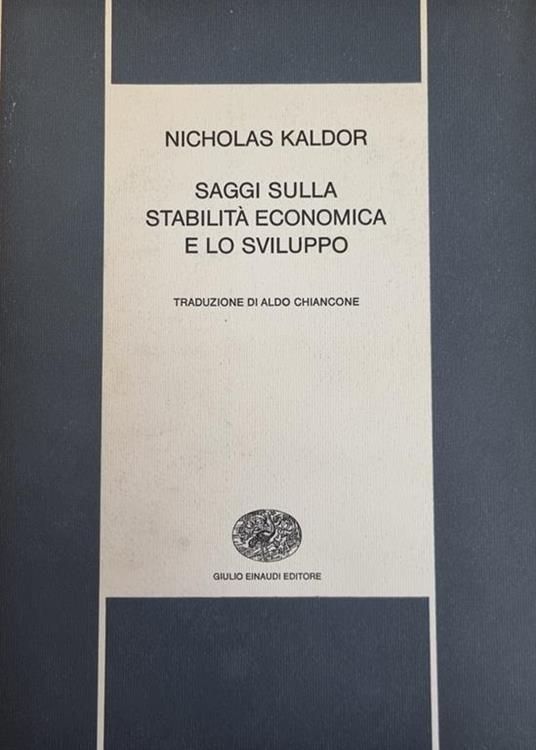 NICHOLAS KALDOR
SAGGI SULLA
STABILITÀ ECONOMICA
E LO SVILUPPO
TRADUZIONE DI ALDO CHIANCONE
GIULIO EINAUDI EDITORE